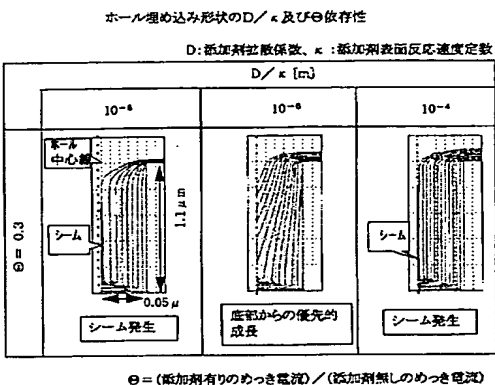 ホール埋め込み形状のD／κ及びΘ依存性
D:添加剤拡散係数、κ:添加剤表面反応速度定数
D／κ [m]
10⁻⁸
10⁻⁶
10⁻⁴
Θ = 0.3
ホール
中心線
シーム
1.1μm
0.05μ
シーム発生
底部からの優先的
成長
シーム
シーム発生
Θ=(添加剤有りのめっき電流)／(添加剤無しのめっき電流)